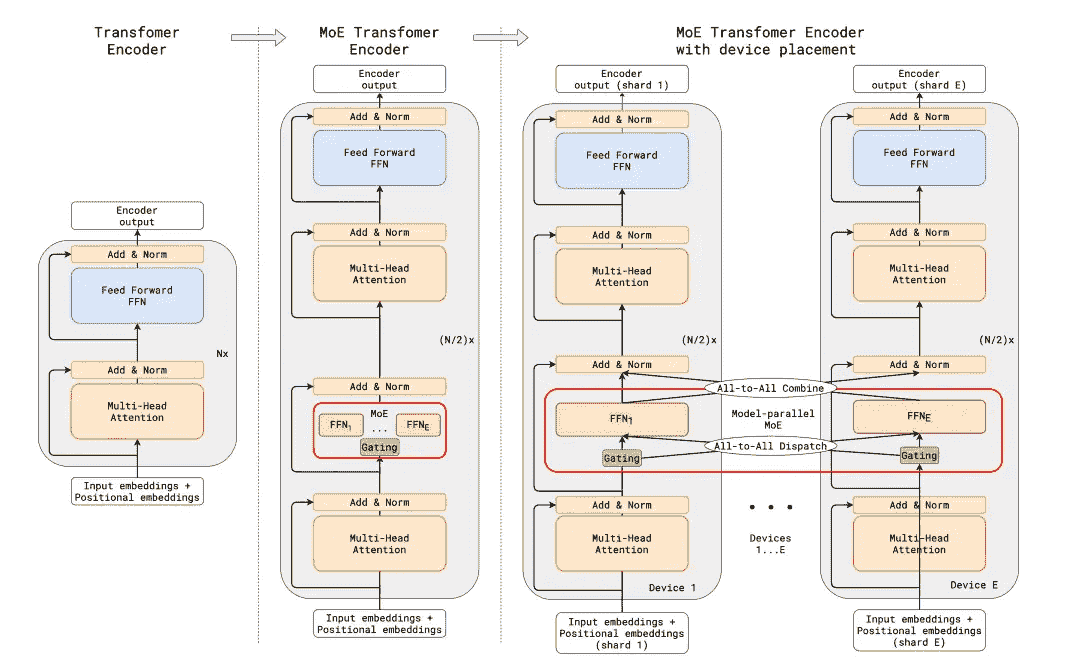 Transfomer
Encoder
MoE Transfomer
Encoder
MoE Transfomer Encoder
with device placement
Encoder
output
Add & Norm
Feed Forward
FFN
Nx
Add & Norm
Multi-Head
Attention
Input embeddings +
Positional embeddings
Encoder
output
Add & Norm
Feed Forward
FFN
Add & Norm
Multi-Head
Attention
(N/2)x
Add & Norm
MoE
FFN1
...
FFNE
Gating
Add & Norm
Multi-Head
Attention
Input embeddings +
Positional embeddings
Encoder
output (shard 1)
Add & Norm
Feed Forward
FFN
Add & Norm
Multi-Head
Attention
(N/2)x
Add & Norm
FFN1
Gating
Add & Norm
Multi-Head
Attention
Device 1
Input embeddings +
Positional embeddings
(shard 1)
All-to-All Combine
Model-parallel
MoE
All-to-All Dispatch
• • •
Devices
1...E
Encoder
output (shard E)
Add & Norm
Feed Forward
FFN
Add & Norm
Multi-Head
Attention
(N/2)x
Add & Norm
FFNE
Gating
Add & Norm
Multi-Head
Attention
Device E
Input embeddings +
Positional embeddings
(shard E)